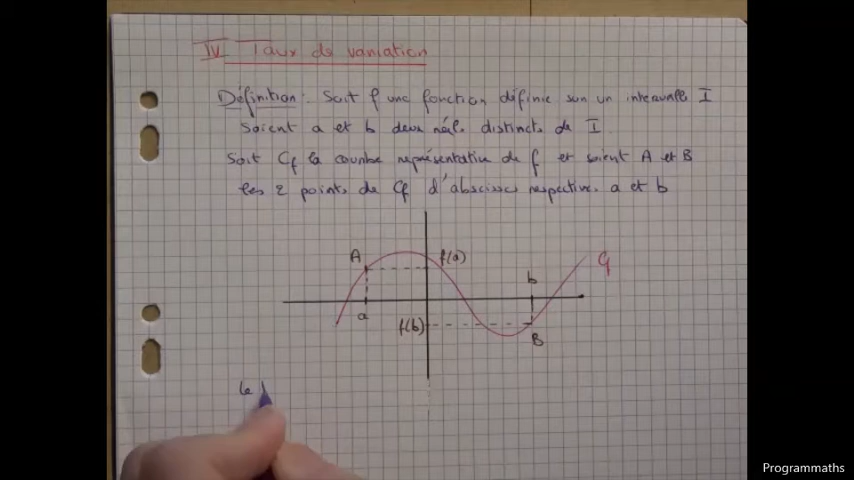 IV Taux de variation
Définition : Soit f une fonction définie sur un intervalle I
Soient a et b deux réels distincts de I
Soit Cf la courbe représentative de f et soient A et B
les 2 points de Cf d'abscisses respectives a et b
A
f(a)
b
Cf
a
f(b)
B
Le
Programmaths